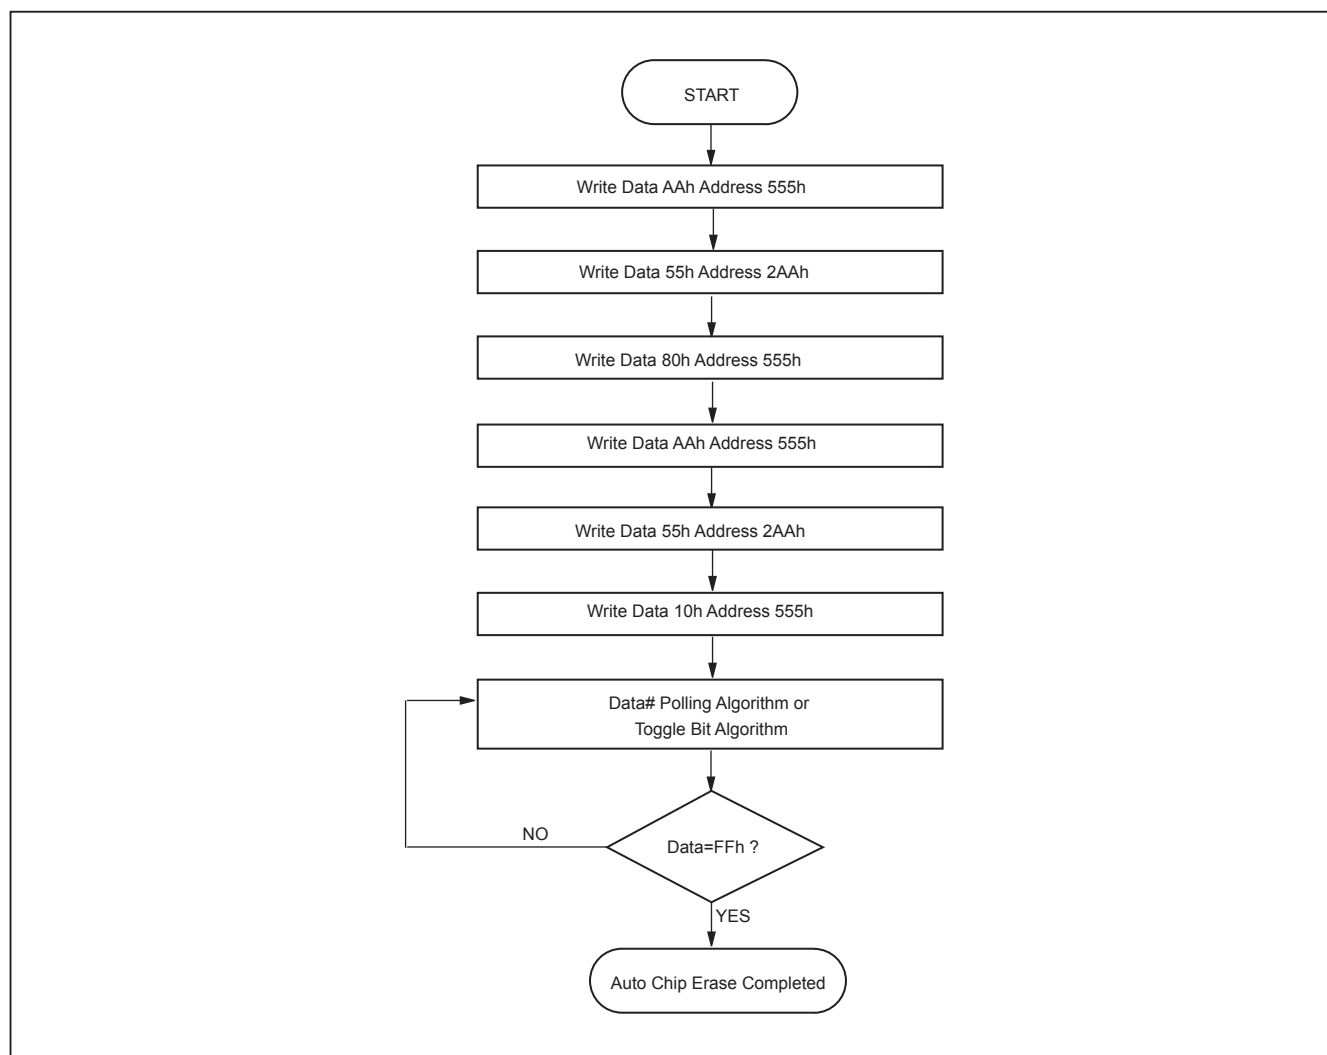 START
Write Data AAh Address 555h
Write Data 55h Address 2AAh
Write Data 80h Address 555h
Write Data AAh Address 555h
Write Data 55h Address 2AAh
Write Data 10h Address 555h
Data# Polling Algorithm or
Toggle Bit Algorithm
NO
Data=FFh ?
YES
Auto Chip Erase Completed